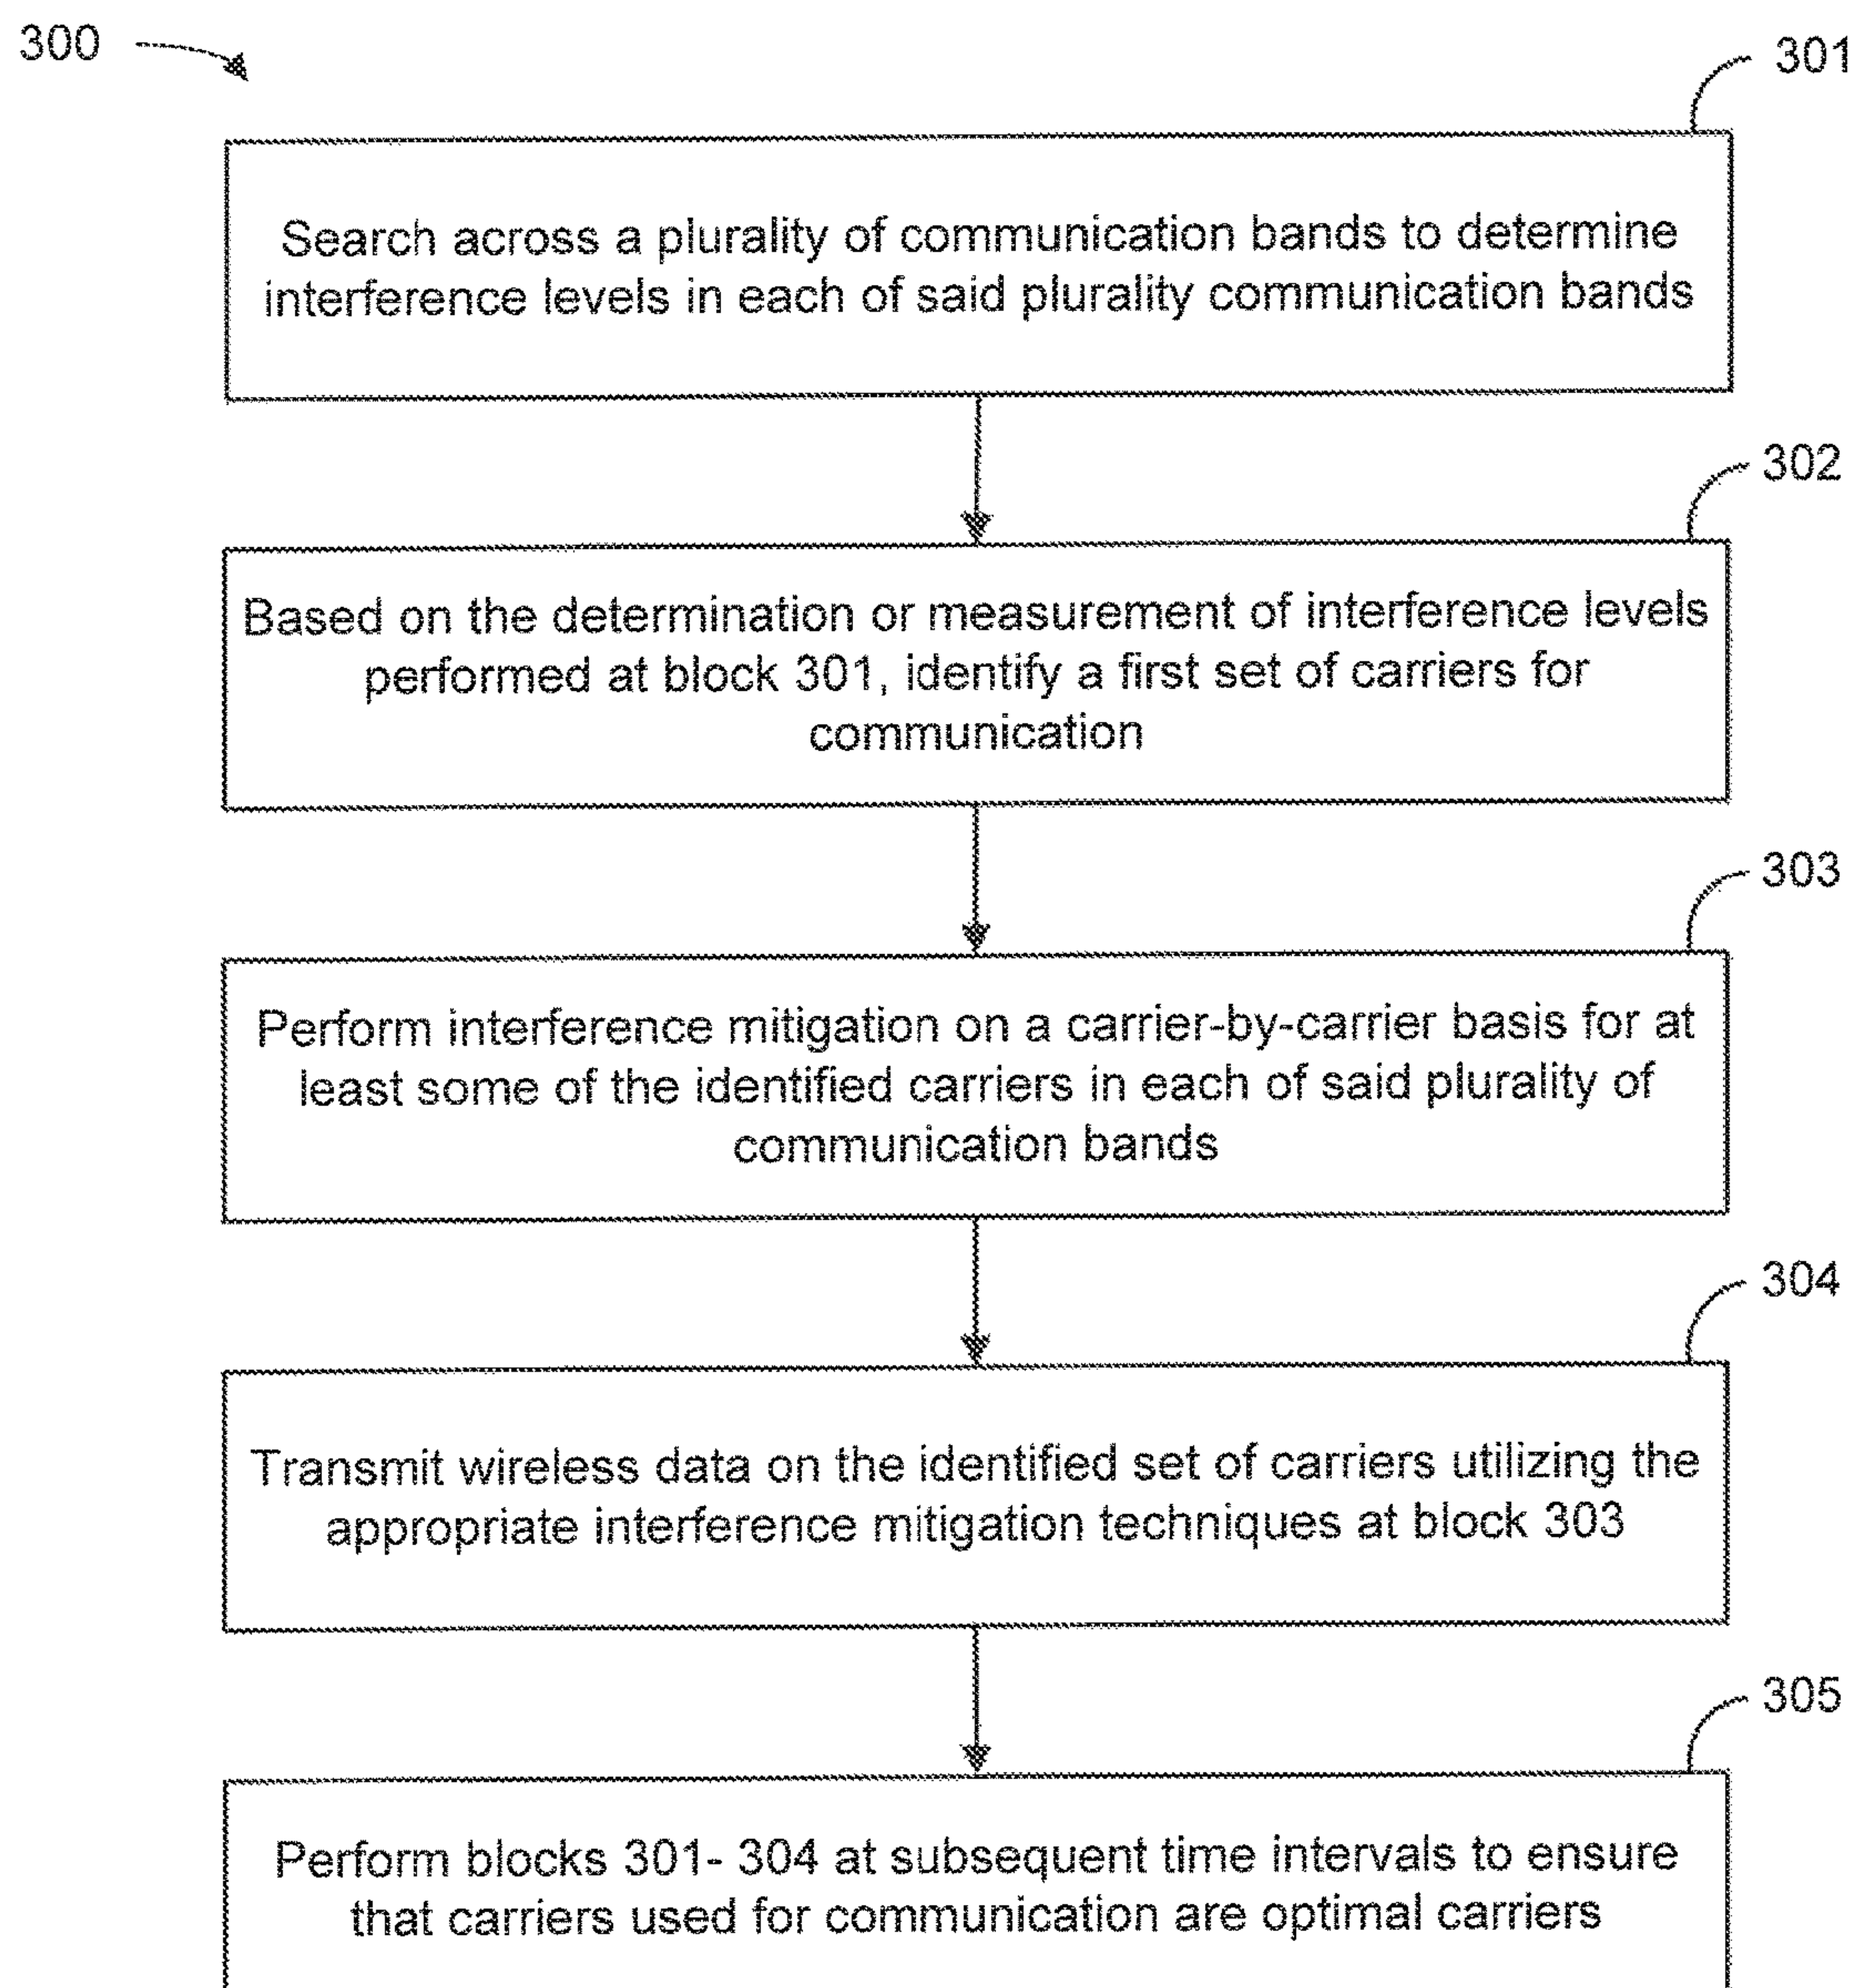 300
301
Search across a plurality of communication bands to determine
interference levels in each of said plurality communication bands
302
Based on the determination or measurement of interference levels
performed at block 301, identify a first set of carriers for
communication
303
Perform interference mitigation on a carrier-by-carrier basis for at
least some of the identified carriers in each of said plurality of
communication bands
304
Transmit wireless data on the identified set of carriers utilizing the
appropriate interference mitigation techniques at block 303
305
Perform blocks 301- 304 at subsequent time intervals to ensure
that carriers used for communication are optimal carriers